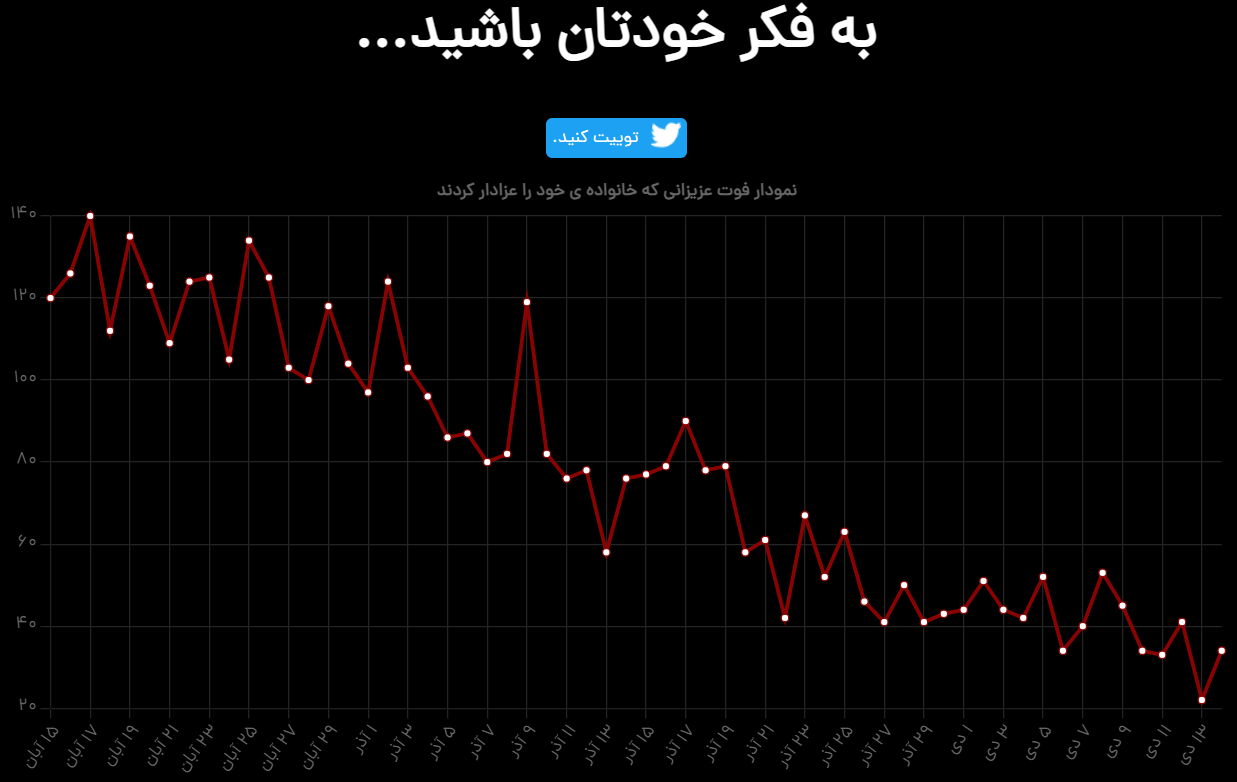 به فکر خودتان باشید...
توییت کنید.
نمودار فوت عزیزانی که خانواده ی خود را عزادار کردند
۱۴۰
۱۲۰
۱۰۰
۸۰
۶۰
۴۰
۲۰
۱۵ آبان
۱۷ آبان
۱۹ آبان
۲۱ آبان
۲۳ آبان
۲۵ آبان
۲۷ آبان
۲۹ آبان
۱ آذر
۳ آذر
۵ آذر
۷ آذر
۹ آذر
۱۱ آذر
۱۳ آذر
۱۵ آذر
۱۷ آذر
۱۹ آذر
۲۱ آذر
۲۳ آذر
۲۵ آذر
۲۷ آذر
۲۹ آذر
۱ دی
۳ دی
۵ دی
۷ دی
۹ دی
۱۱ دی
۱۳ دی